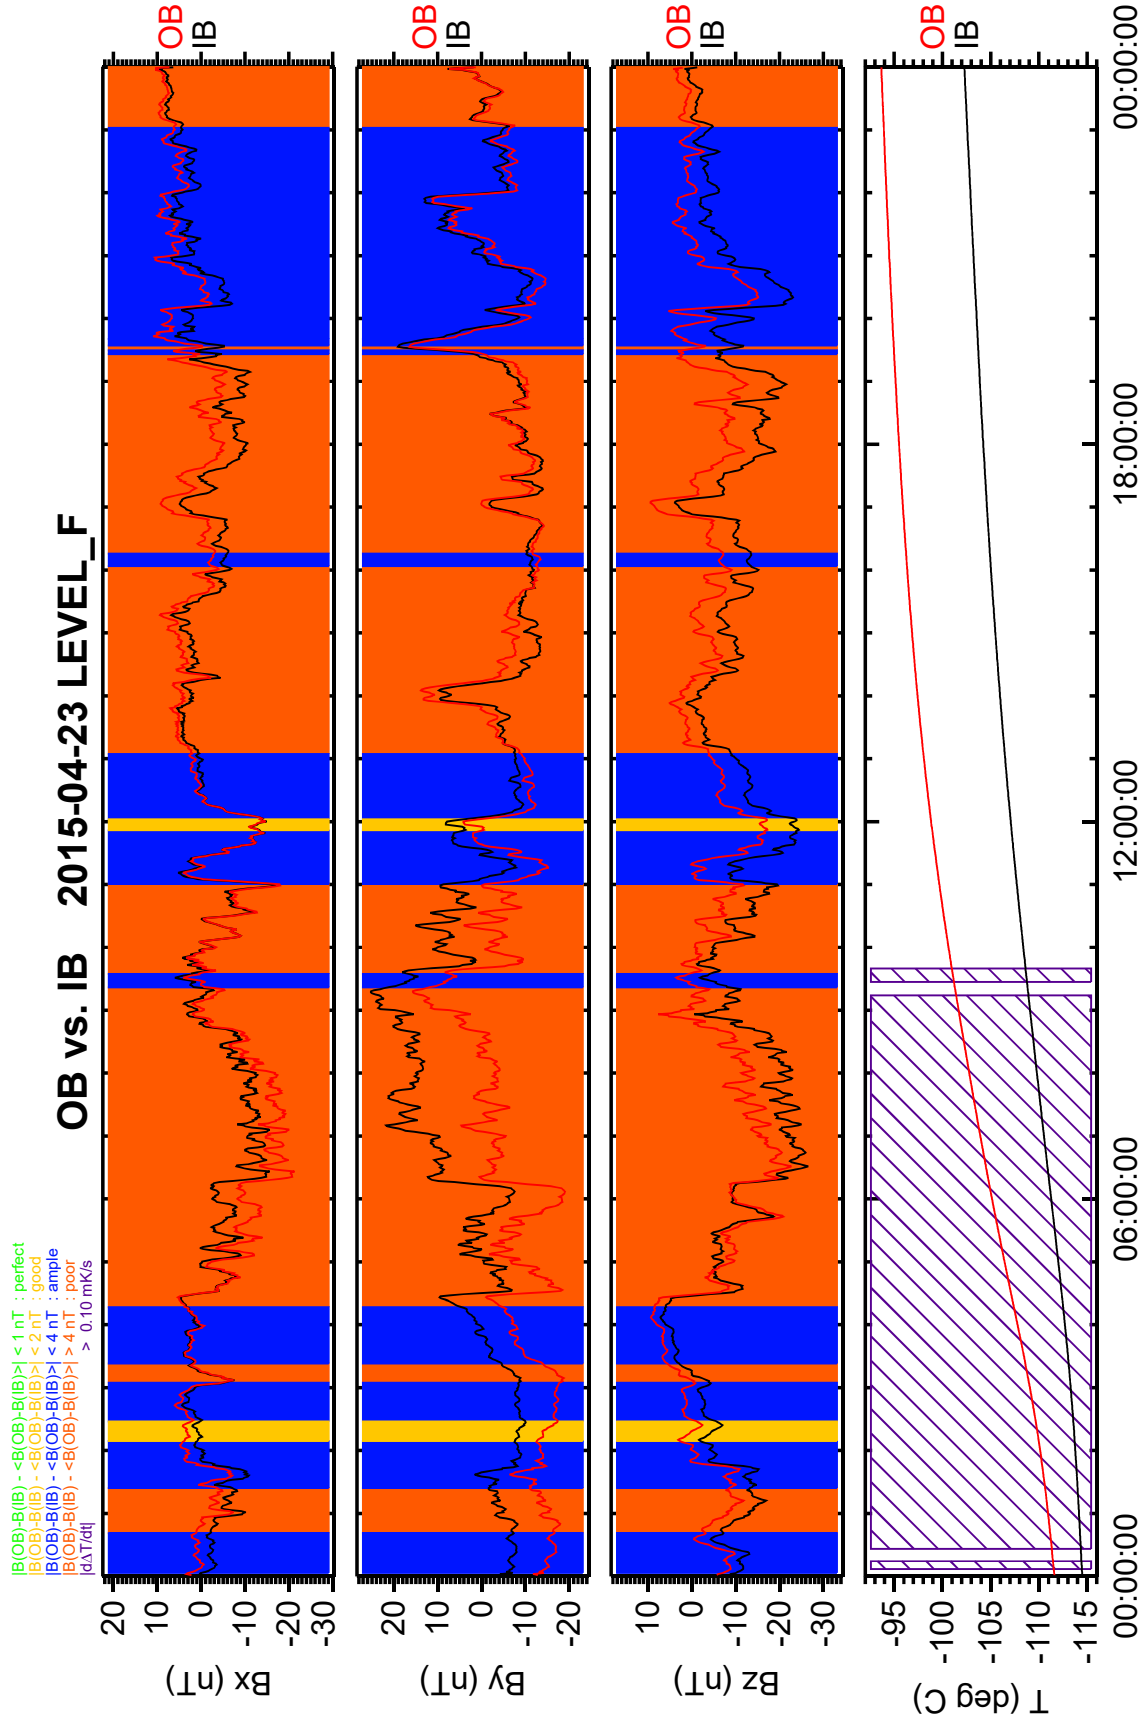 OB vs. IB 2015-04-23 LEVEL_F
|B(OB)-B(IB) - <B(OB)-B(IB)>| < 1 nT : perfect
|B(OB)-B(IB) - <B(OB)-B(IB)>| < 2 nT : good
|B(OB)-B(IB) - <B(OB)-B(IB)>| < 4 nT : ample
|B(OB)-B(IB) - <B(OB)-B(IB)>| > 4 nT : poor
|dΔT/dt| > 0.10 mK/s
Bx (nT)
20
10
0
-10
-20
-30
OB
IB
By (nT)
20
10
0
-10
-20
OB
IB
Bz (nT)
10
0
-10
-20
-30
OB
IB
T (deg C)
-95
-100
-105
-110
-115
OB
IB
00:00:00 06:00:00 12:00:00 18:00:00 00:00:00